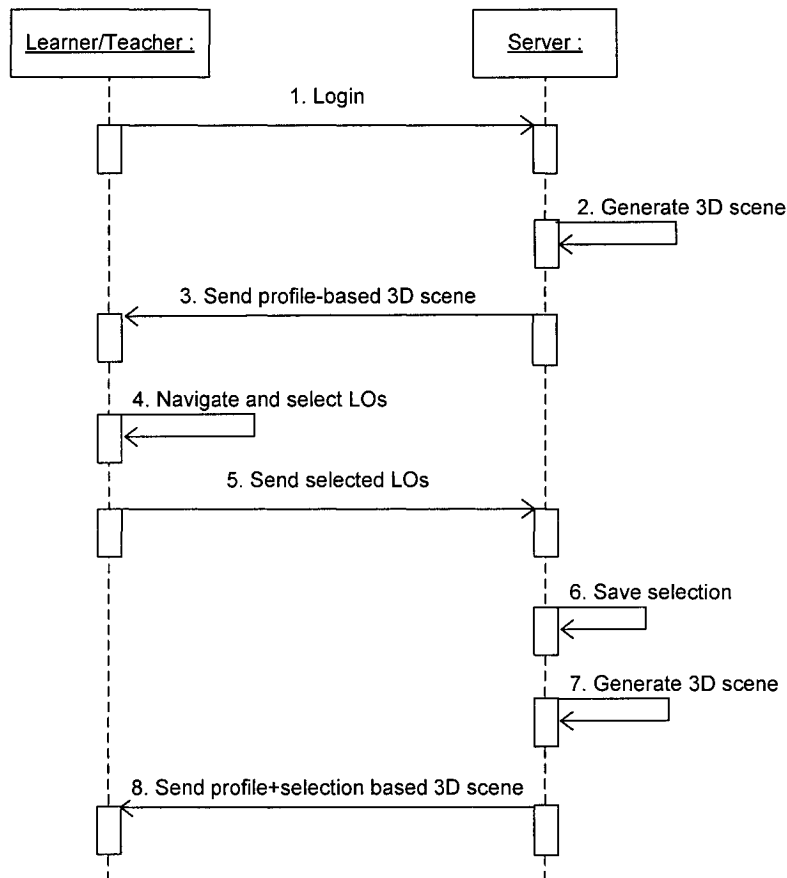 Learner/Teacher :
Server :
1. Login
2. Generate 3D scene
3. Send profile-based 3D scene
4. Navigate and select LOs
5. Send selected LOs
6. Save selection
7. Generate 3D scene
8. Send profile+selection based 3D scene